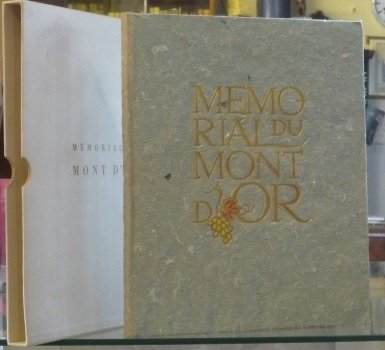 MÉMORIAL
MONT D'
MEMO-
RIAL DU
MONT
D'OR